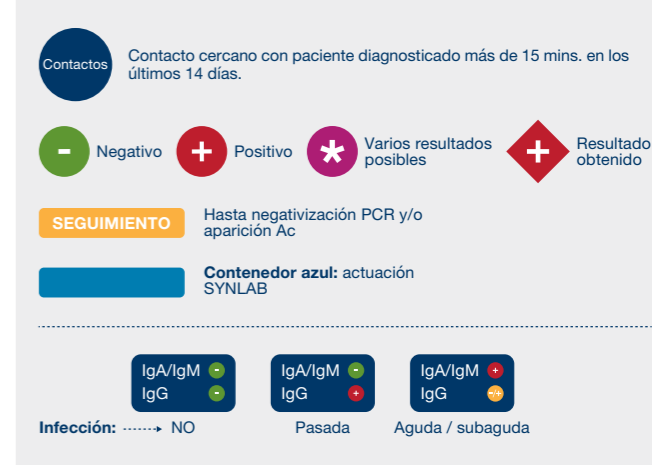 Contactos
Contacto cercano con paciente diagnosticado más de 15 mins. en los
últimos 14 días.
- Negativo + Positivo * Varios resultados
posibles
+ Resultado
obtenido
SEGUIMIENTO
Hasta negativización PCR y/o
aparición Ac
Contenedor azul: actuación
SYNLAB
IgA/IgM -
IgG -
IgA/IgM -
IgG +
IgA/IgM +
IgG -/+
Infección: NO Pasada Aguda / subaguda